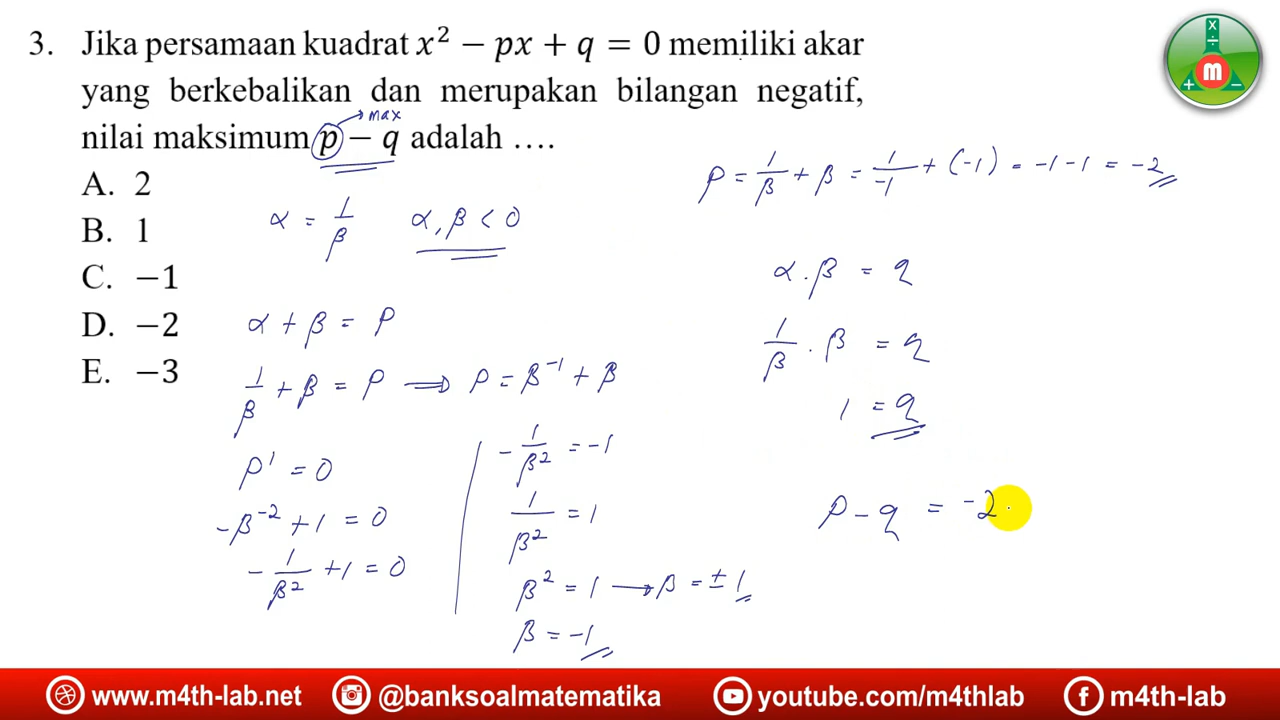 3. Jika persamaan kuadrat x² − px + q = 0 memiliki akar
yang berkebalikan dan merupakan bilangan negatif,
nilai maksimum p − q adalah ….
max
A. 2
B. 1
C. −1
D. −2
E. −3
α = 1/β α, β < 0
α + β = p
1/β + β = p ⟹ p = β⁻¹ + β
p' = 0
-β⁻² + 1 = 0
-1/β² + 1 = 0
-1/β² = -1
1/β² = 1
β² = 1 → β = ± 1
β = -1
p = 1/β + β = 1/-1 + (-1) = -1 - 1 = -2
α . β = q
1/β . β = q
1 = q
p - q = -2
x ÷ m + −
www.m4th-lab.net
@banksoalmatematika
youtube.com/m4thlab
m4th-lab